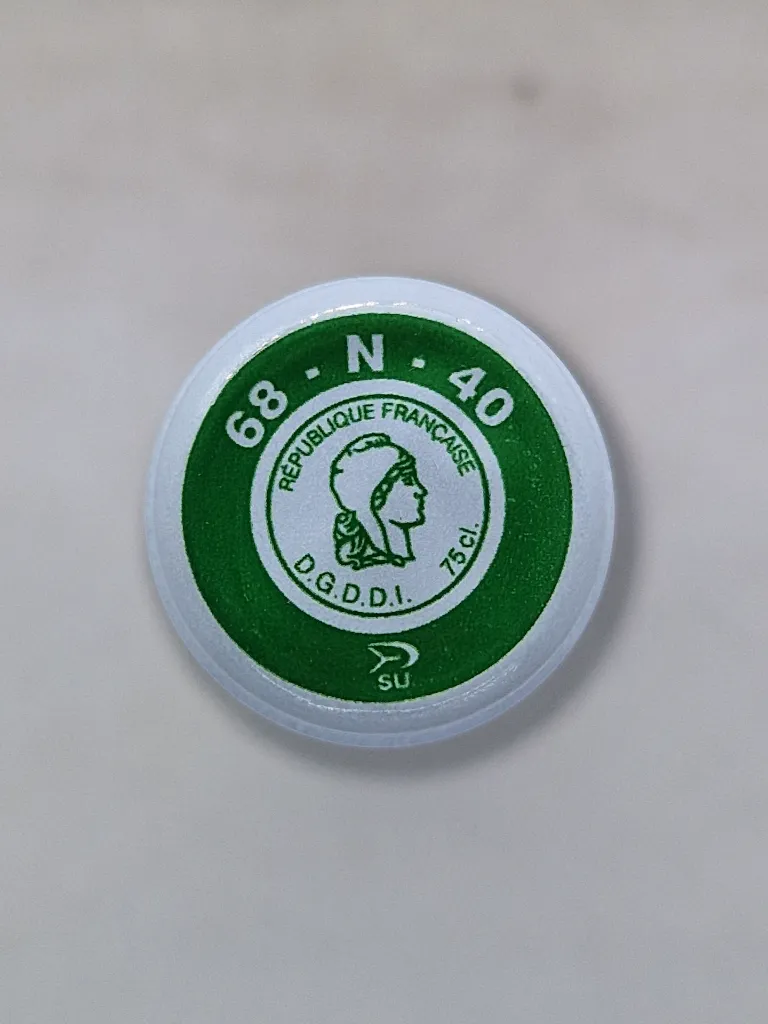 68 - N - 40
RÉPUBLIQUE FRANÇAISE
75 cl.
D.G.D.D.I.
SU